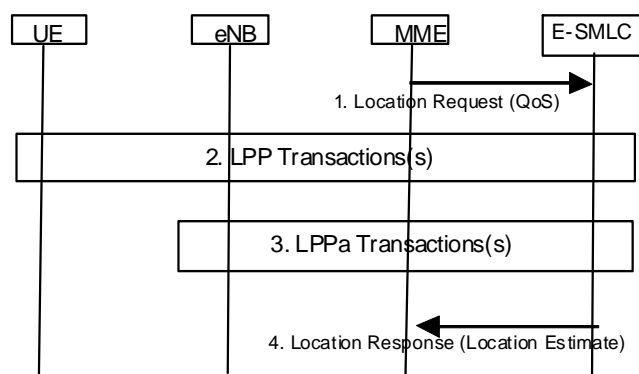 UE
eNB
MME
E-SMLC
1. Location Request (QoS)
2. LPP Transactions(s)
3. LPPa Transactions(s)
4. Location Response (Location Estimate)